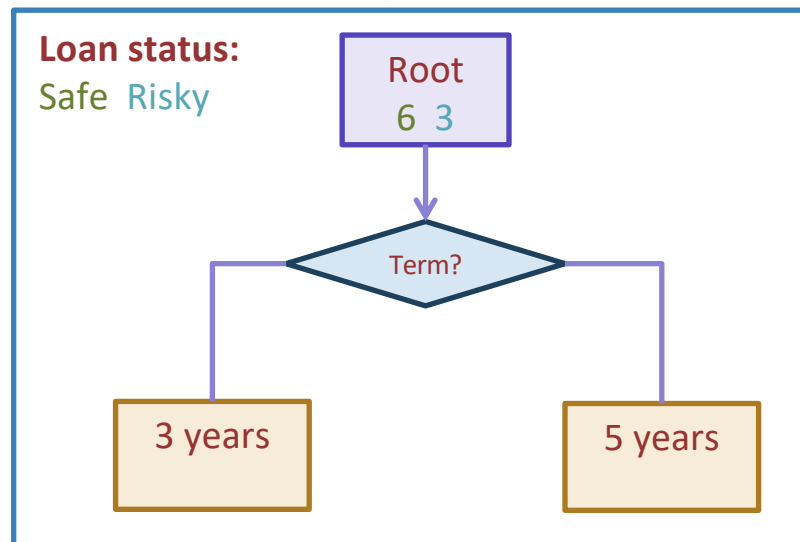 Loan status:
Safe Risky
Root
6 3
Term?
3 years
5 years